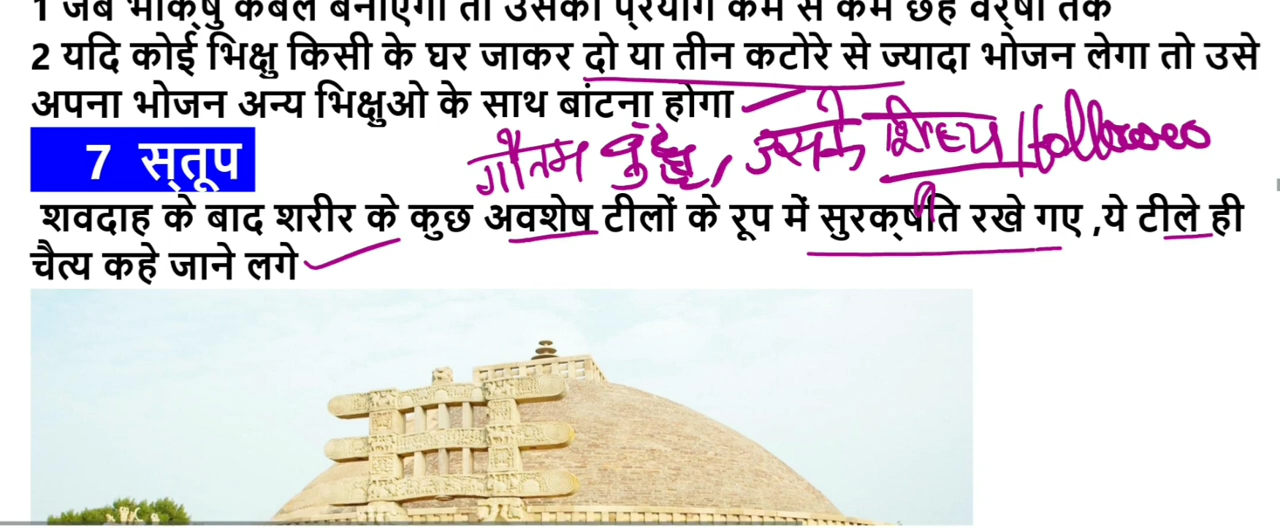 1 जब भिक्षु कंबल बनाएगा तो उसका प्रयोग कम से कम छह वर्षों तक
2 यदि कोई भिक्षु किसी के घर जाकर दो या तीन कटोरे से ज्यादा भोजन लेगा तो उसे
अपना भोजन अन्य भिक्षुओ के साथ बांटना होगा
गौतम बुद्ध, उसके शिष्य / followers
7 स्तूप
शवदाह के बाद शरीर के कुछ अवशेष टीलों के रूप में सुरक्षित रखे गए ,ये टीले ही
चैत्य कहे जाने लगे